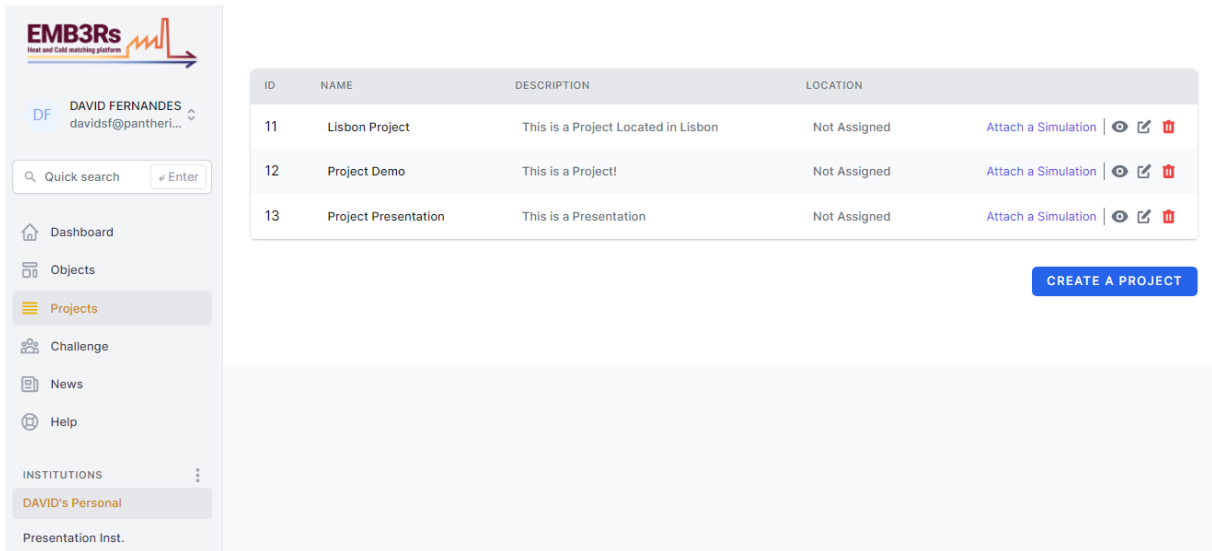 EMB3Rs
Heat and Cold matching platform
DF
DAVID FERNANDES
davidsf@pantheri...
Quick search
↲ Enter
Dashboard
Objects
Projects
Challenge
News
Help
INSTITUTIONS
DAVID's Personal
Presentation Inst.
ID NAME DESCRIPTION LOCATION
11 Lisbon Project This is a Project Located in Lisbon Not Assigned Attach a Simulation
12 Project Demo This is a Project! Not Assigned Attach a Simulation
13 Project Presentation This is a Presentation Not Assigned Attach a Simulation
CREATE A PROJECT